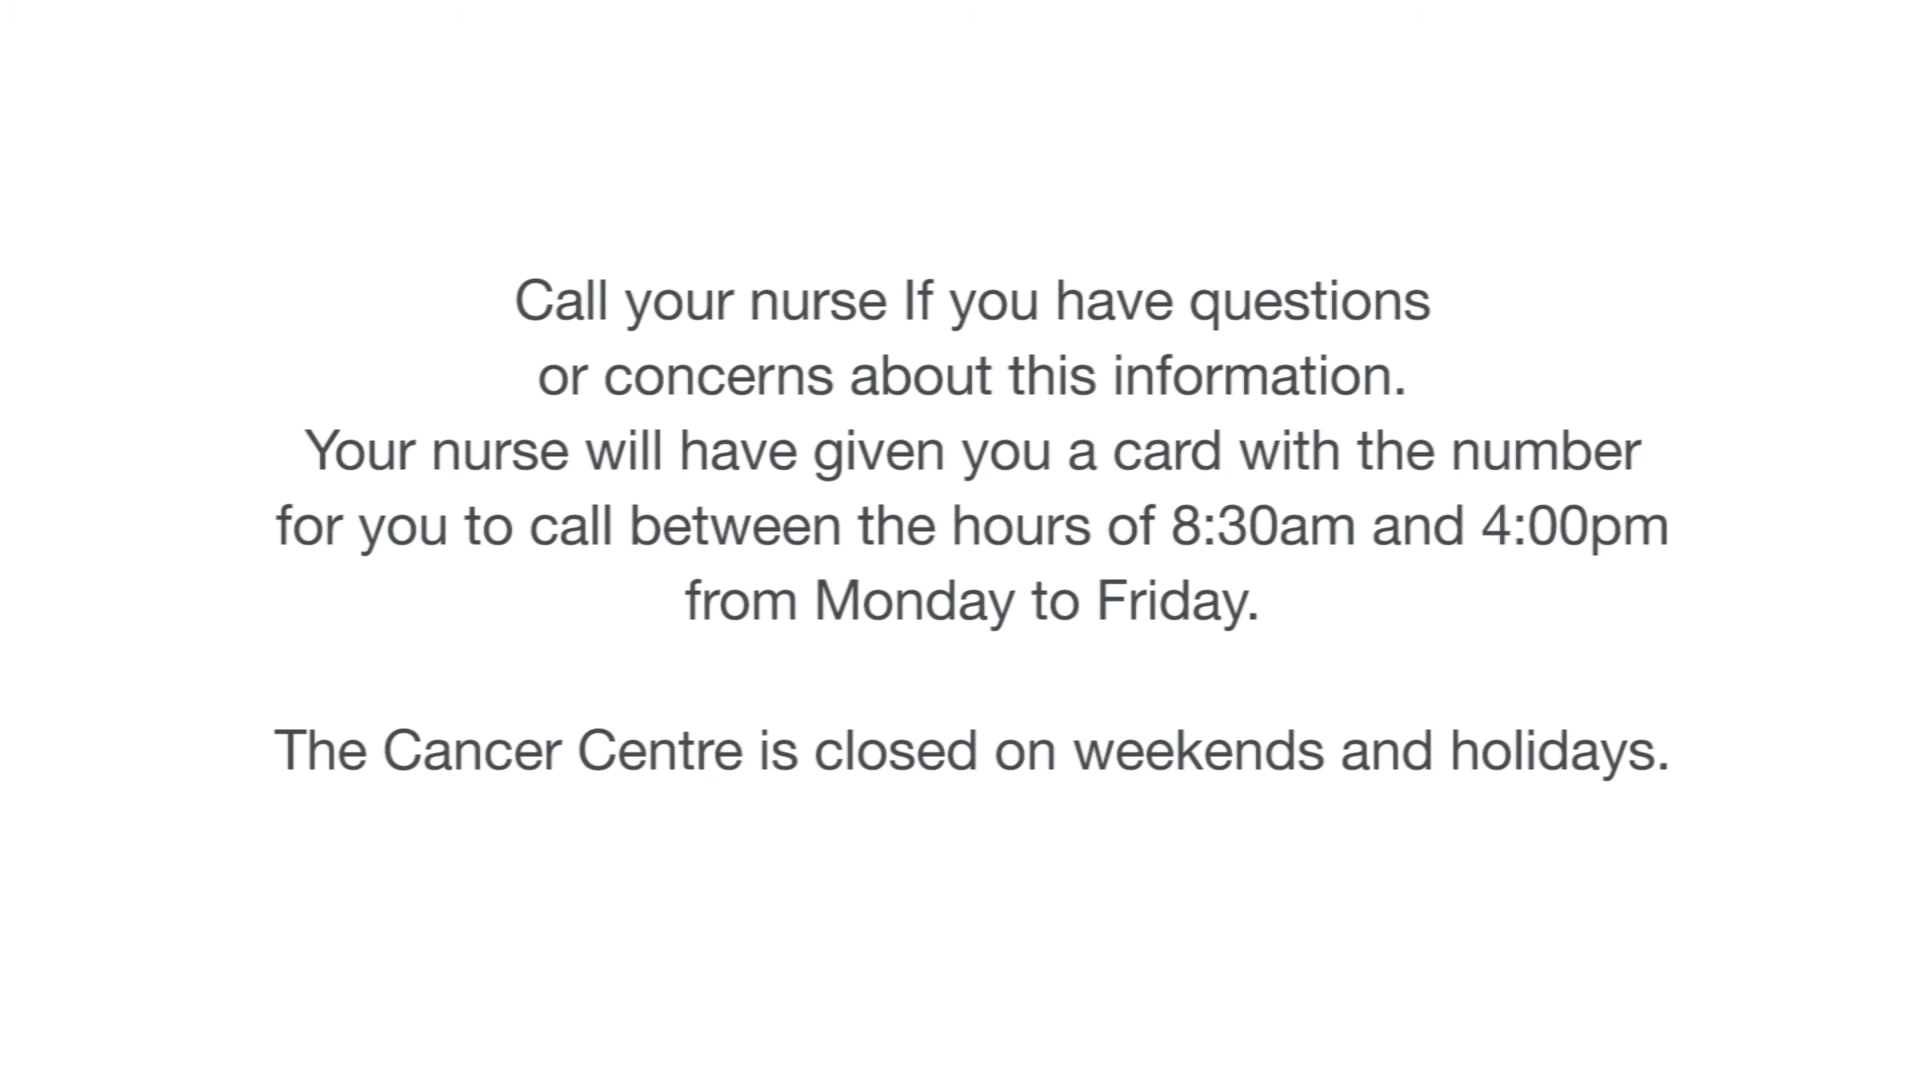 Call your nurse If you have questions
or concerns about this information.
Your nurse will have given you a card with the number
for you to call between the hours of 8:30am and 4:00pm
from Monday to Friday.
The Cancer Centre is closed on weekends and holidays.